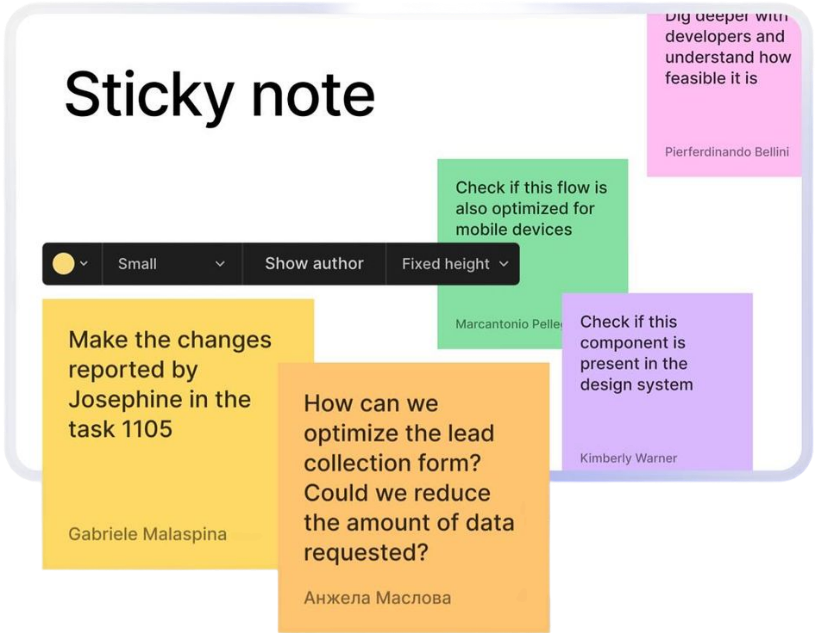 Sticky note
Dig deeper with
developers and
understand how
feasible it is
Pierferdinando Bellini
Check if this flow is
also optimized for
mobile devices
Marcantonio
Small
Show author
Fixed height
Make the changes
reported by
Josephine in the
task 1105
Gabriele Malaspina
How can we
optimize the lead
collection form?
Could we reduce
the amount of data
requested?
Анжела Маслова
Check if this
component is
present in the
design system
Kimberly Warner